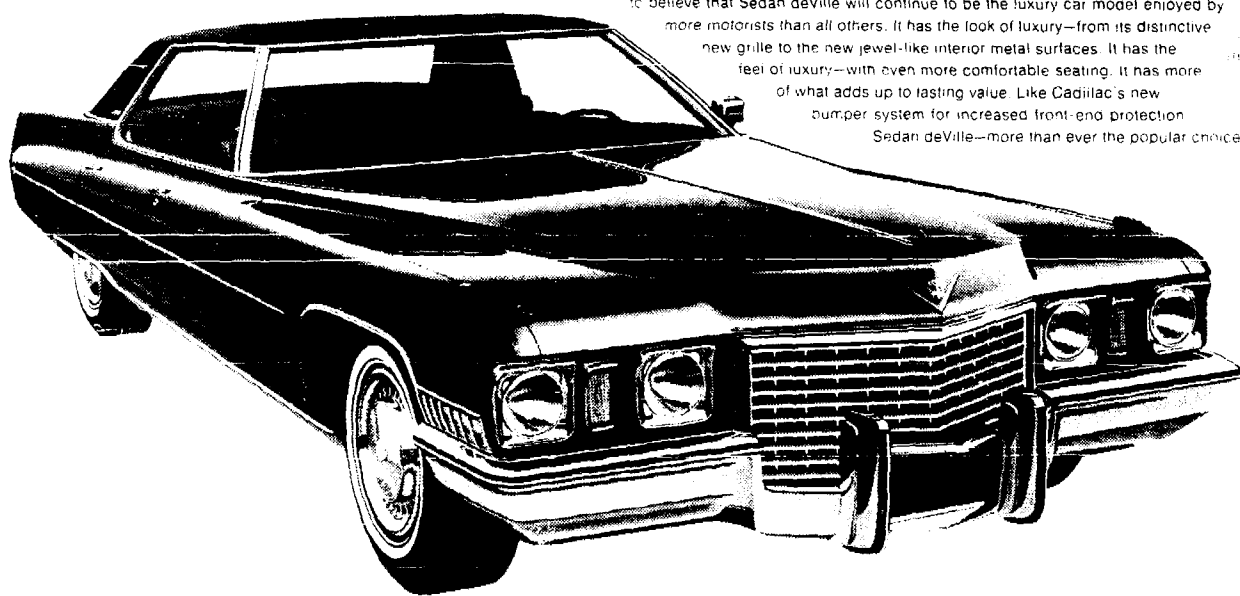 to believe that Sedan deVille will continue to be the luxury car model enjoyed by
more motorists than all others. It has the look of luxury—from its distinctive
new grille to the new jewel-like interior metal surfaces. It has the
feel of luxury—with even more comfortable seating. It has more
of what adds up to lasting value. Like Cadillac's new
bumper system for increased front-end protection
Sedan deVille—more than ever the popular choice